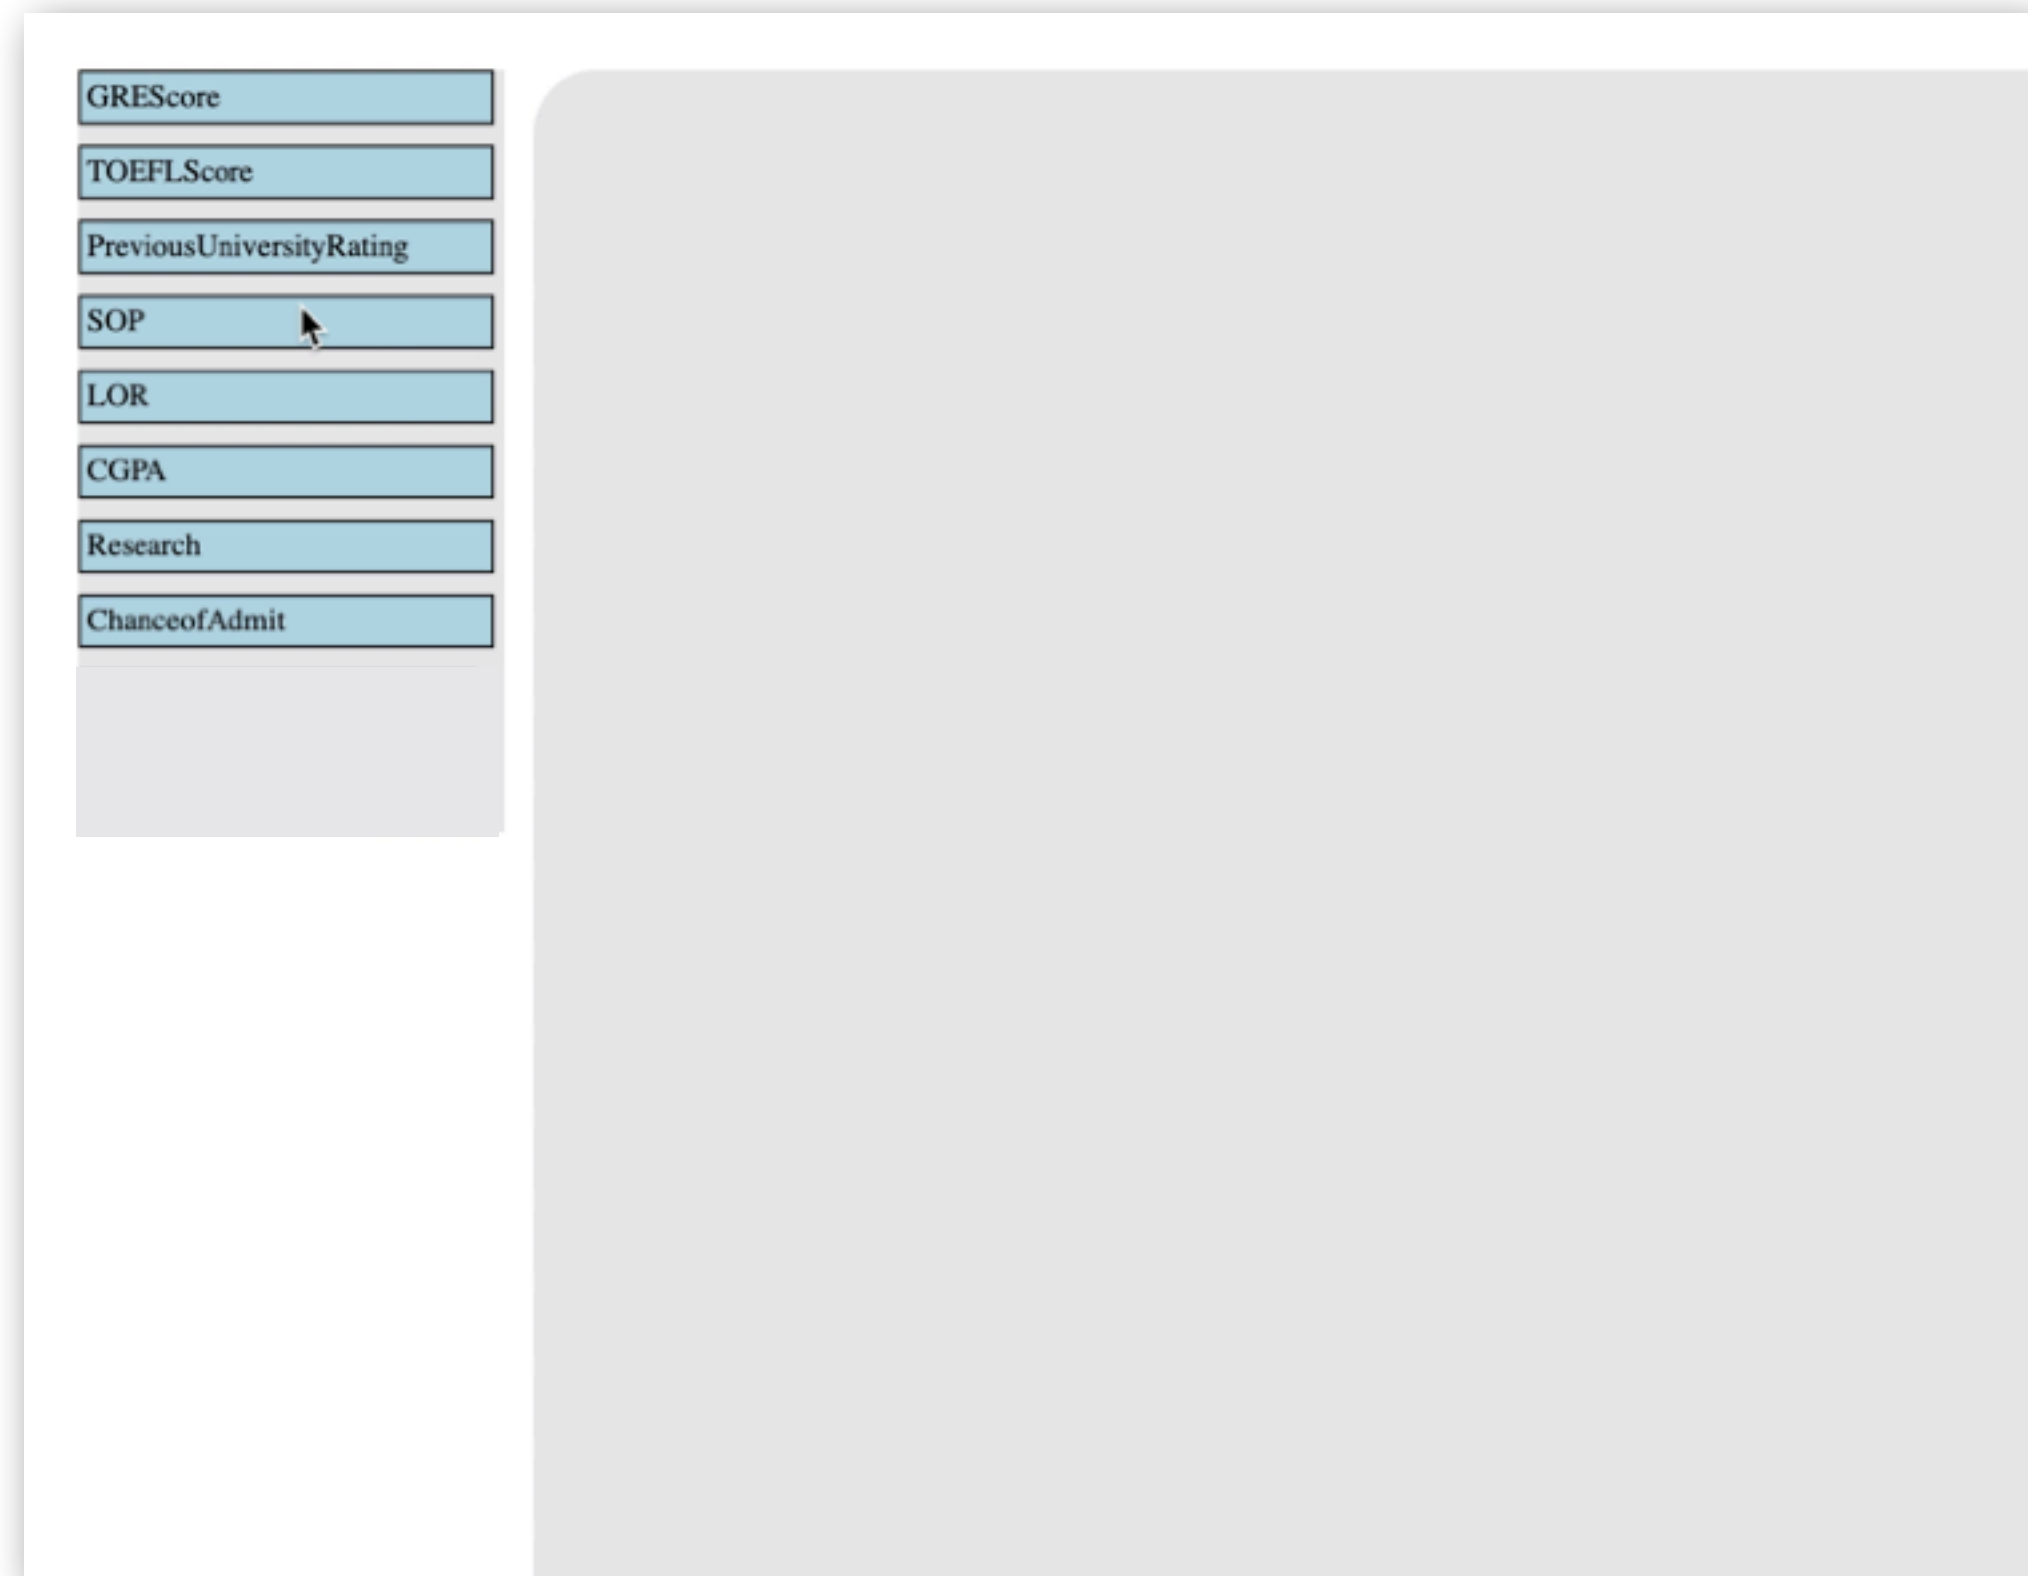 GREScore
TOEFLScore
PreviousUniversityRating
SOP
LOR
CGPA
Research
ChanceofAdmit